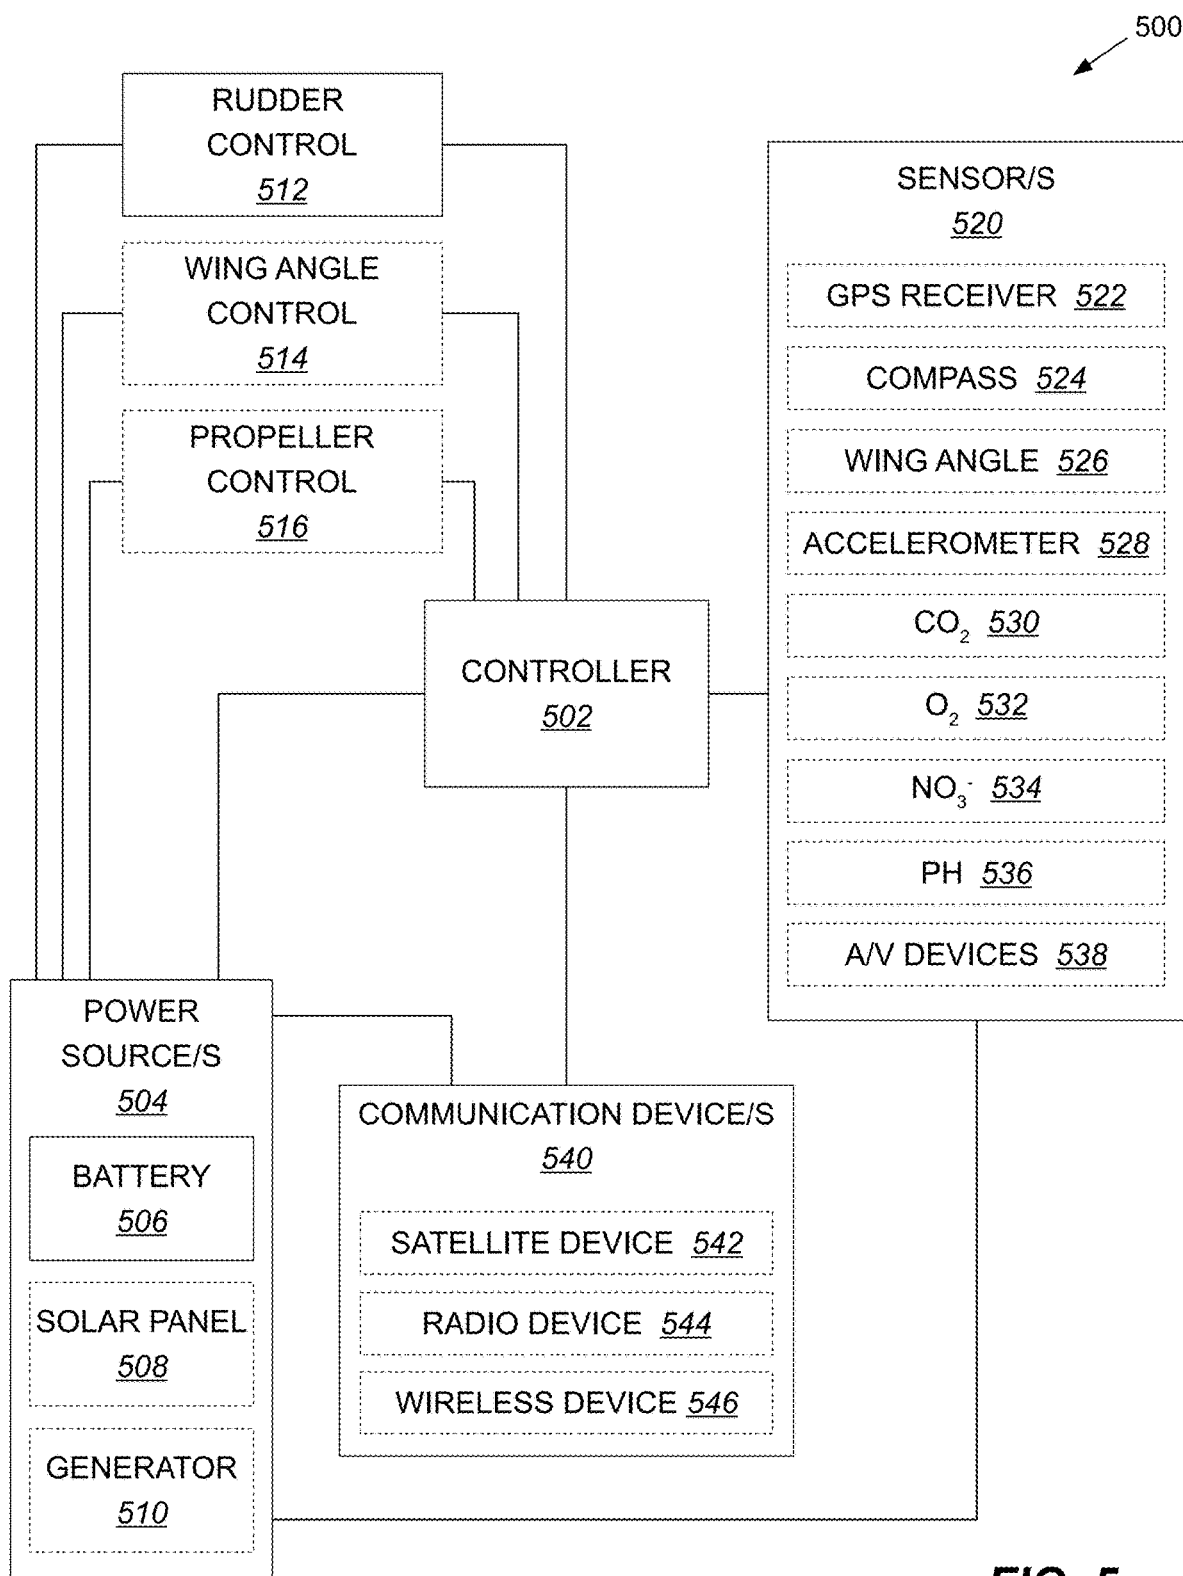 500
RUDDER
CONTROL
512
WING ANGLE
CONTROL
514
PROPELLER
CONTROL
516
CONTROLLER
502
SENSOR/S
520
GPS RECEIVER 522
COMPASS 524
WING ANGLE 526
ACCELEROMETER 528
CO₂ 530
O₂ 532
NO₃⁻ 534
PH 536
A/V DEVICES 538
POWER
SOURCE/S
504
BATTERY
506
SOLAR PANEL
508
GENERATOR
510
COMMUNICATION DEVICE/S
540
SATELLITE DEVICE 542
RADIO DEVICE 544
WIRELESS DEVICE 546
FIG. 5